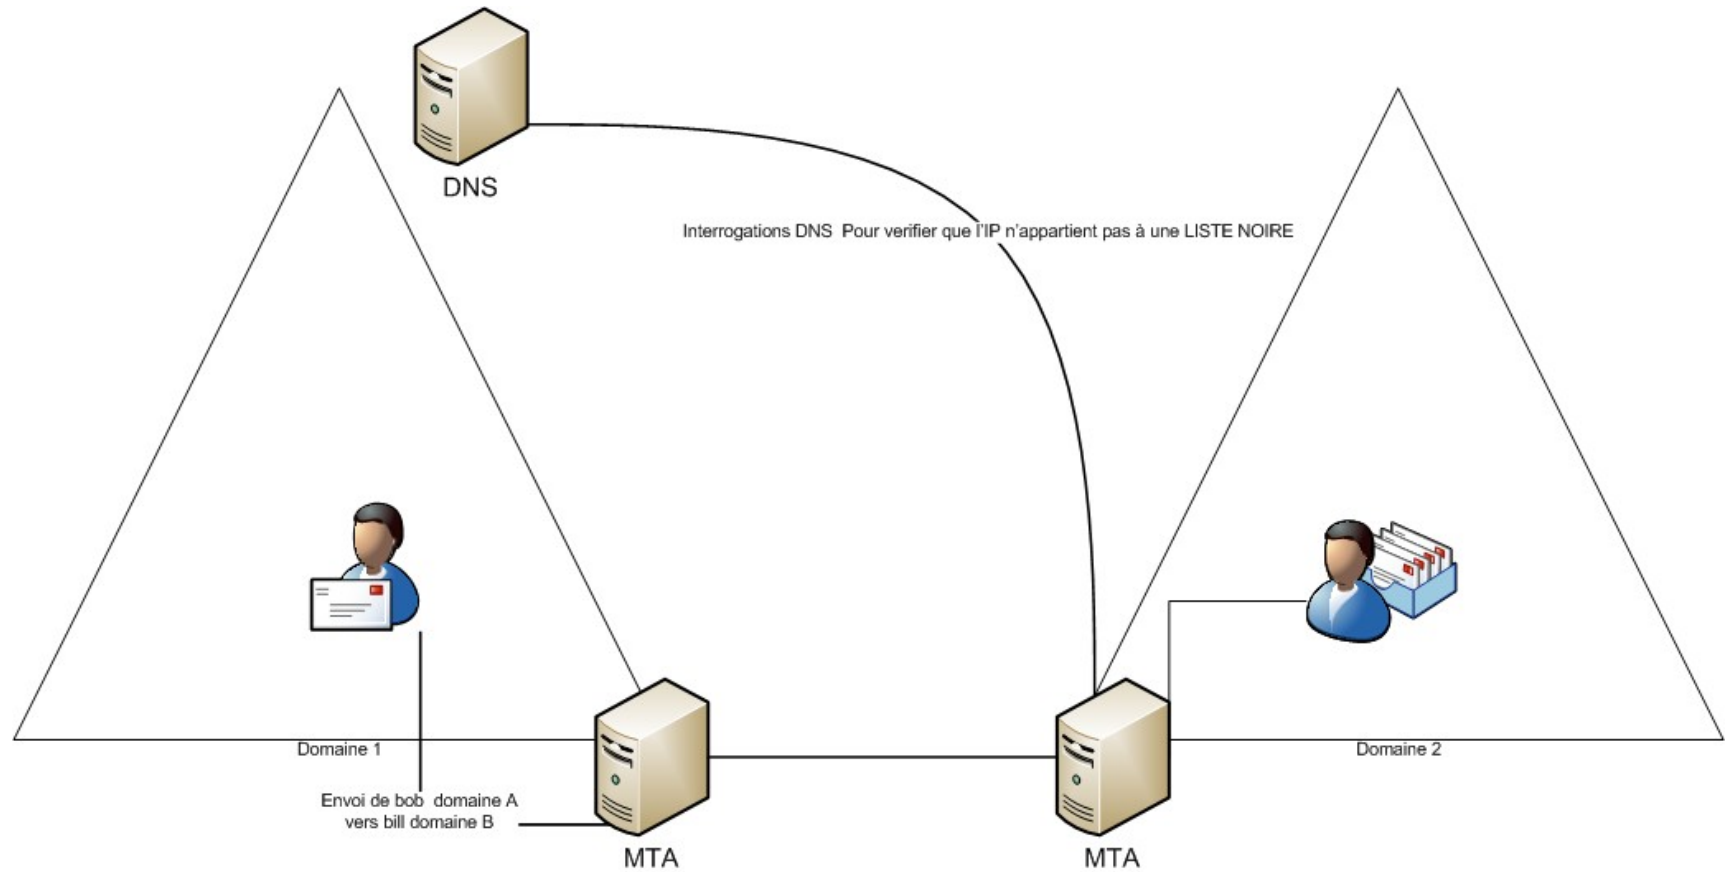 DNS
Interrogations DNS Pour verifier que l'IP n'appartient pas à une LISTE NOIRE
Domaine 1
Domaine 2
Envoi de bob domaine A
vers bill domaine B
MTA
MTA